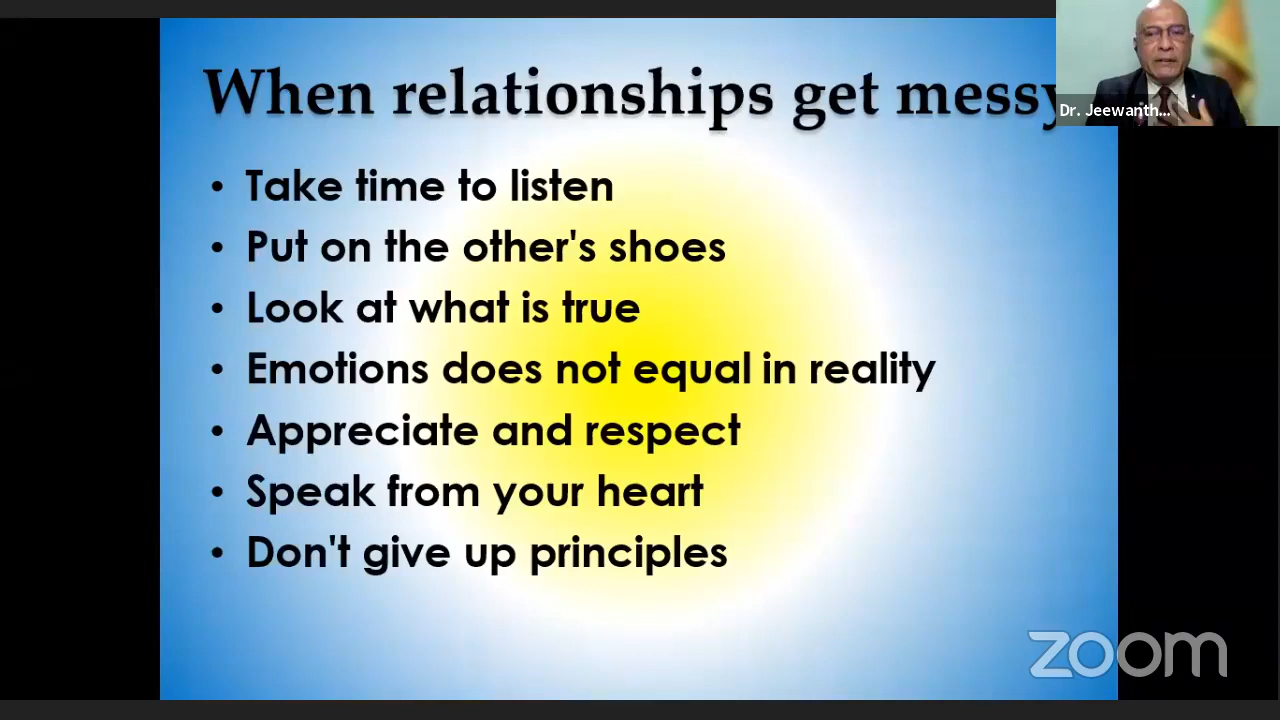 When relationships get messy
Dr. Jeewanth...
• Take time to listen
• Put on the other's shoes
• Look at what is true
• Emotions does not equal in reality
• Appreciate and respect
• Speak from your heart
• Don't give up principles
zoom